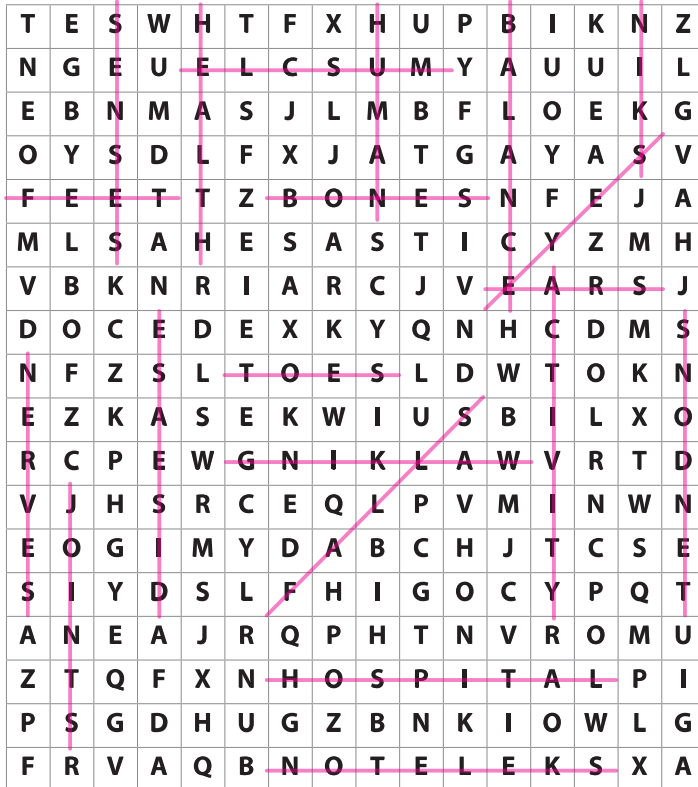 T E S W H T F X H U P B I K N Z
N G E U E L C S U M Y A U U I L
E B N M A S J L M B F L O E K G
O Y S D L F X J A T G A Y A S V
F E E T T Z B O N E S N F E J A
M L S A H E S A S T I C Y Z M H
V B K N R I A R C J V E A R S J
D O C E D E X K Y Q N H C D M S
N F Z S L T O E S L D W T O K N
E Z K A S E K W I U S B I L X O
R C P E W G N I K L A W V R T D
V J H S R C E Q L P V M I N W N
E O G I M Y D A B C H J T C S E
S I Y D S L F H I G O C Y P Q T
A N E A J R Q P H T N V R O M U
Z T Q F X N H O S P I T A L P I
P S G D H U G Z B N K I O W L G
F R V A Q B N O T E L E K S X A